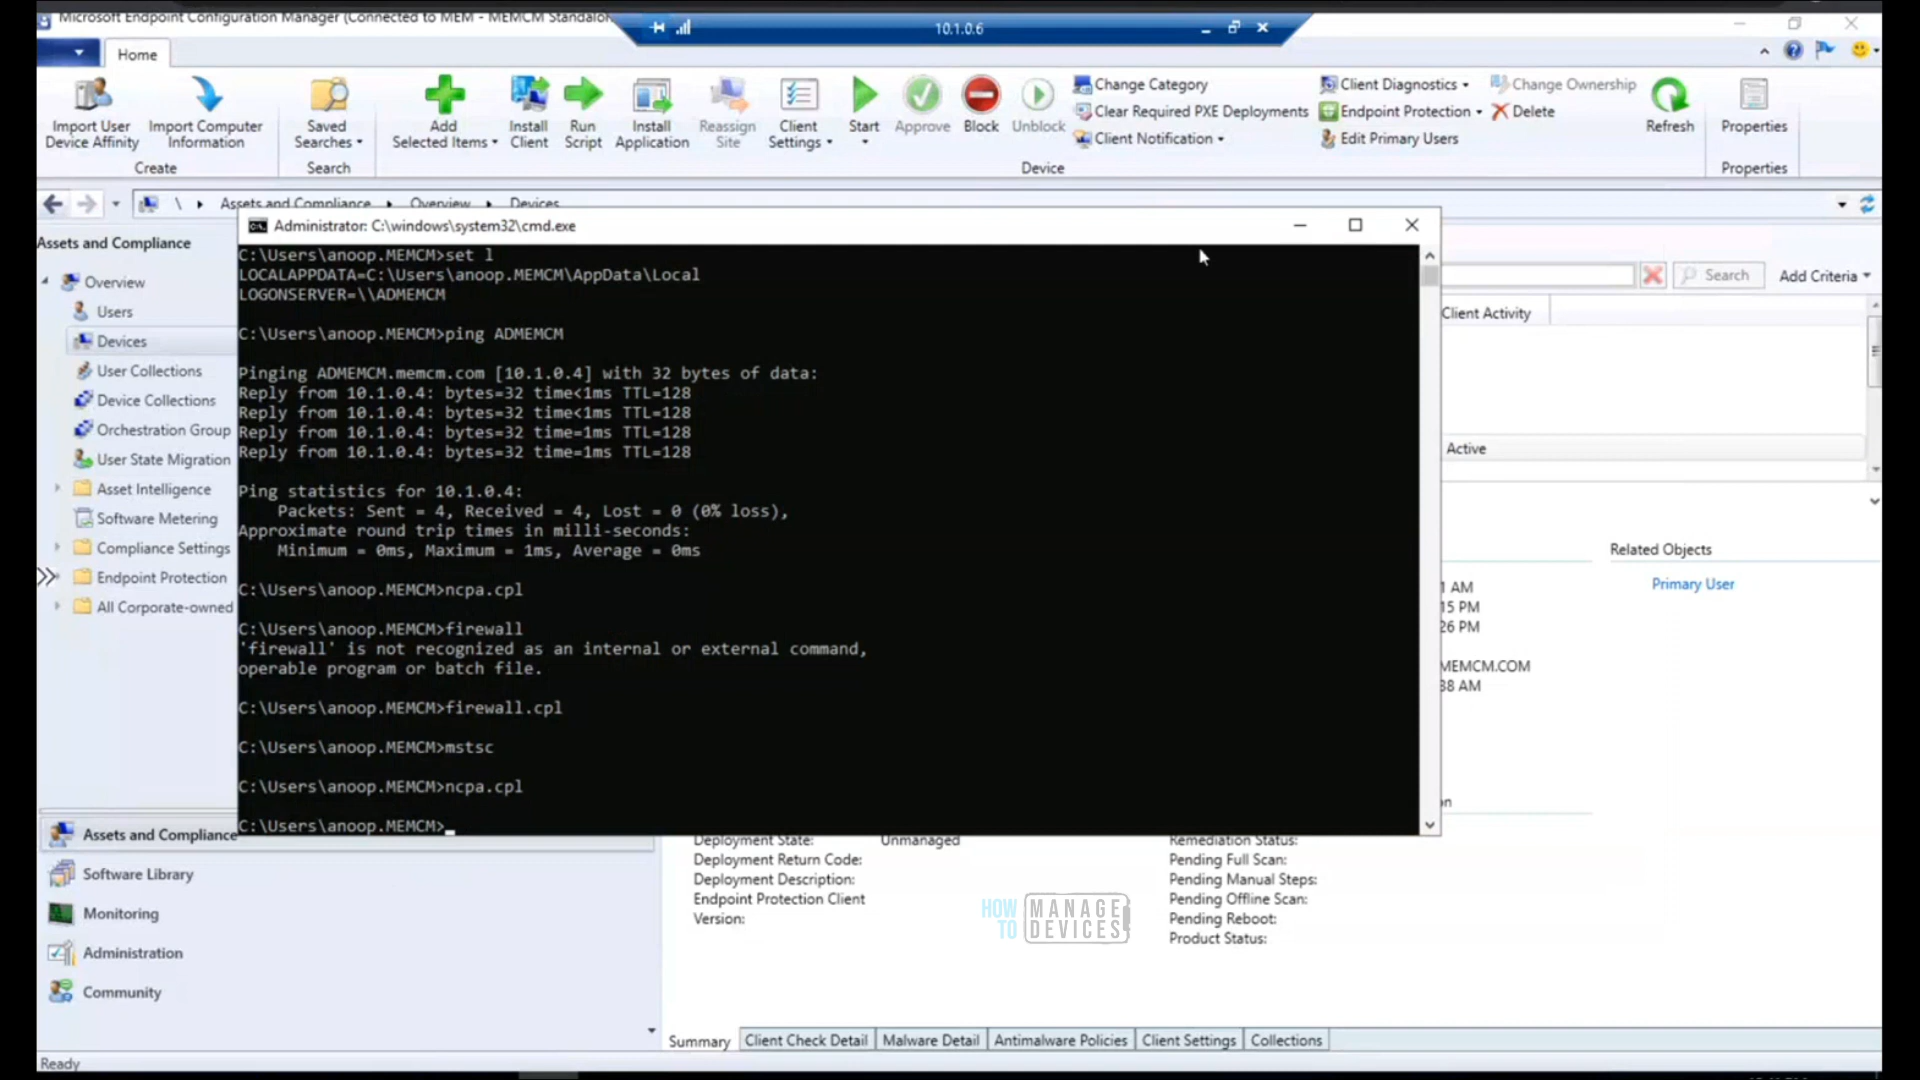 Microsoft Endpoint Configuration Manager (Connected to MEM - MEMCM Standalon
10.1.0.6
Home
Import User Device Affinity
Import Computer Information
Saved Searches
Add Selected Items
Install Client
Run Script
Install Application
Reassign Site
Client Settings
Start
Approve
Block
Unblock
Change Category
Clear Required PXE Deployments
Client Notification
Client Diagnostics
Endpoint Protection
Edit Primary Users
Change Ownership
Delete
Refresh
Properties
Create
Search
Device
Properties
\ Assets and Compliance Overview Devices
Assets and Compliance
Overview
Users
Devices
User Collections
Device Collections
Orchestration Group
User State Migration
Asset Intelligence
Software Metering
Compliance Settings
Endpoint Protection
All Corporate-owned
Administrator: C:\windows\system32\cmd.exe
C:\Users\anoop.MEMCM>set l
LOCALAPPDATA=C:\Users\anoop.MEMCM\AppData\Local
LOGONSERVER=\\ADMEMCM
C:\Users\anoop.MEMCM>ping ADMEMCM
Pinging ADMEMCM.memcm.com [10.1.0.4] with 32 bytes of data:
Reply from 10.1.0.4: bytes=32 time<1ms TTL=128
Reply from 10.1.0.4: bytes=32 time<1ms TTL=128
Reply from 10.1.0.4: bytes=32 time=1ms TTL=128
Reply from 10.1.0.4: bytes=32 time=1ms TTL=128
Ping statistics for 10.1.0.4:
Packets: Sent = 4, Received = 4, Lost = 0 (0% loss),
Approximate round trip times in milli-seconds:
Minimum = 0ms, Maximum = 1ms, Average = 0ms
C:\Users\anoop.MEMCM>ncpa.cpl
C:\Users\anoop.MEMCM>firewall
'firewall' is not recognized as an internal or external command,
operable program or batch file.
C:\Users\anoop.MEMCM>firewall.cpl
C:\Users\anoop.MEMCM>mstsc
C:\Users\anoop.MEMCM>ncpa.cpl
C:\Users\anoop.MEMCM>
Search
Add Criteria
Client Activity
Active
Related Objects
Primary User
1 AM
15 PM
26 PM
MEMCM.COM
38 AM
on
Assets and Compliance
Software Library
Monitoring
Administration
Community
Deployment State: Unmanaged
Deployment Return Code:
Deployment Description:
Endpoint Protection Client
Version:
Remediation Status:
Pending Full Scan:
Pending Manual Steps:
Pending Offline Scan:
Pending Reboot:
Product Status:
HOW TO MANAGE DEVICES
Summary
Client Check Detail
Malware Detail
Antimalware Policies
Client Settings
Collections
Ready